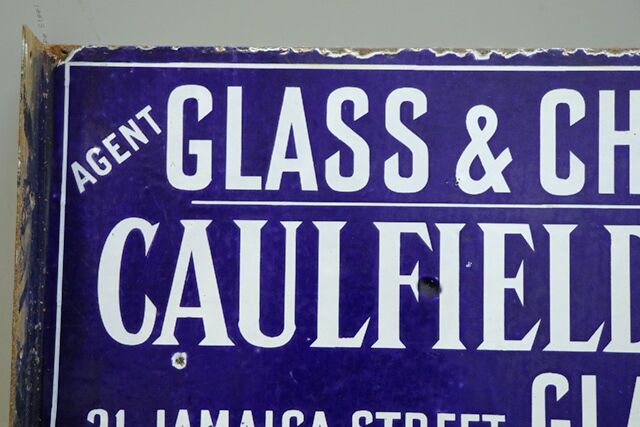 AGENT
GLASS & CH
CAULFIELD
GLA
21 JAMAICA STREET